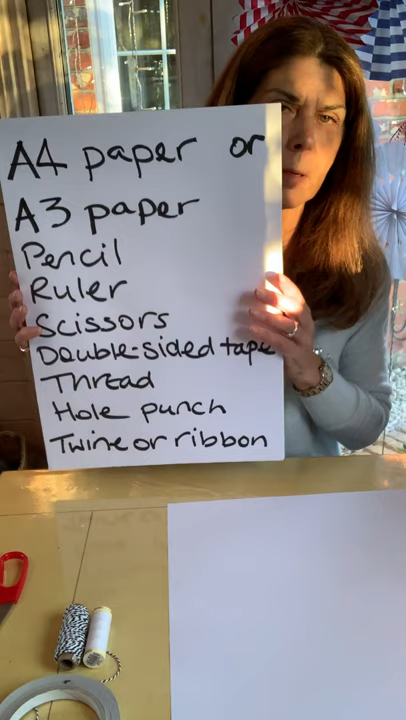 A4 paper or
A3 paper
Pencil
Ruler
Scissors
Double-sided tape
Thread
Hole punch
Twine or ribbon